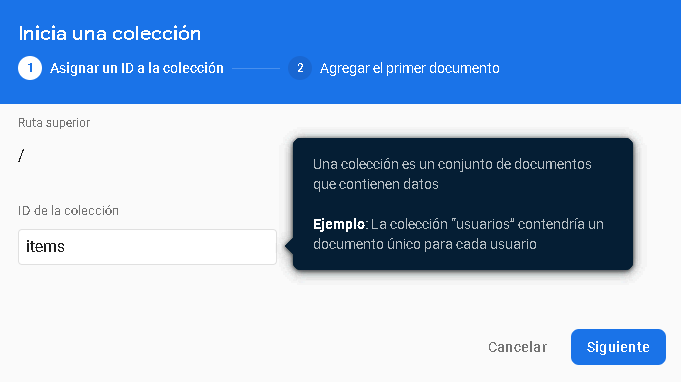 Inicia una colección
1 Asignar un ID a la colección 2 Agregar el primer documento
Ruta superior
/
Una colección es un conjunto de documentos
que contienen datos
ID de la colección
Ejemplo: La colección "usuarios" contendría un
documento único para cada usuario
items
Cancelar Siguiente